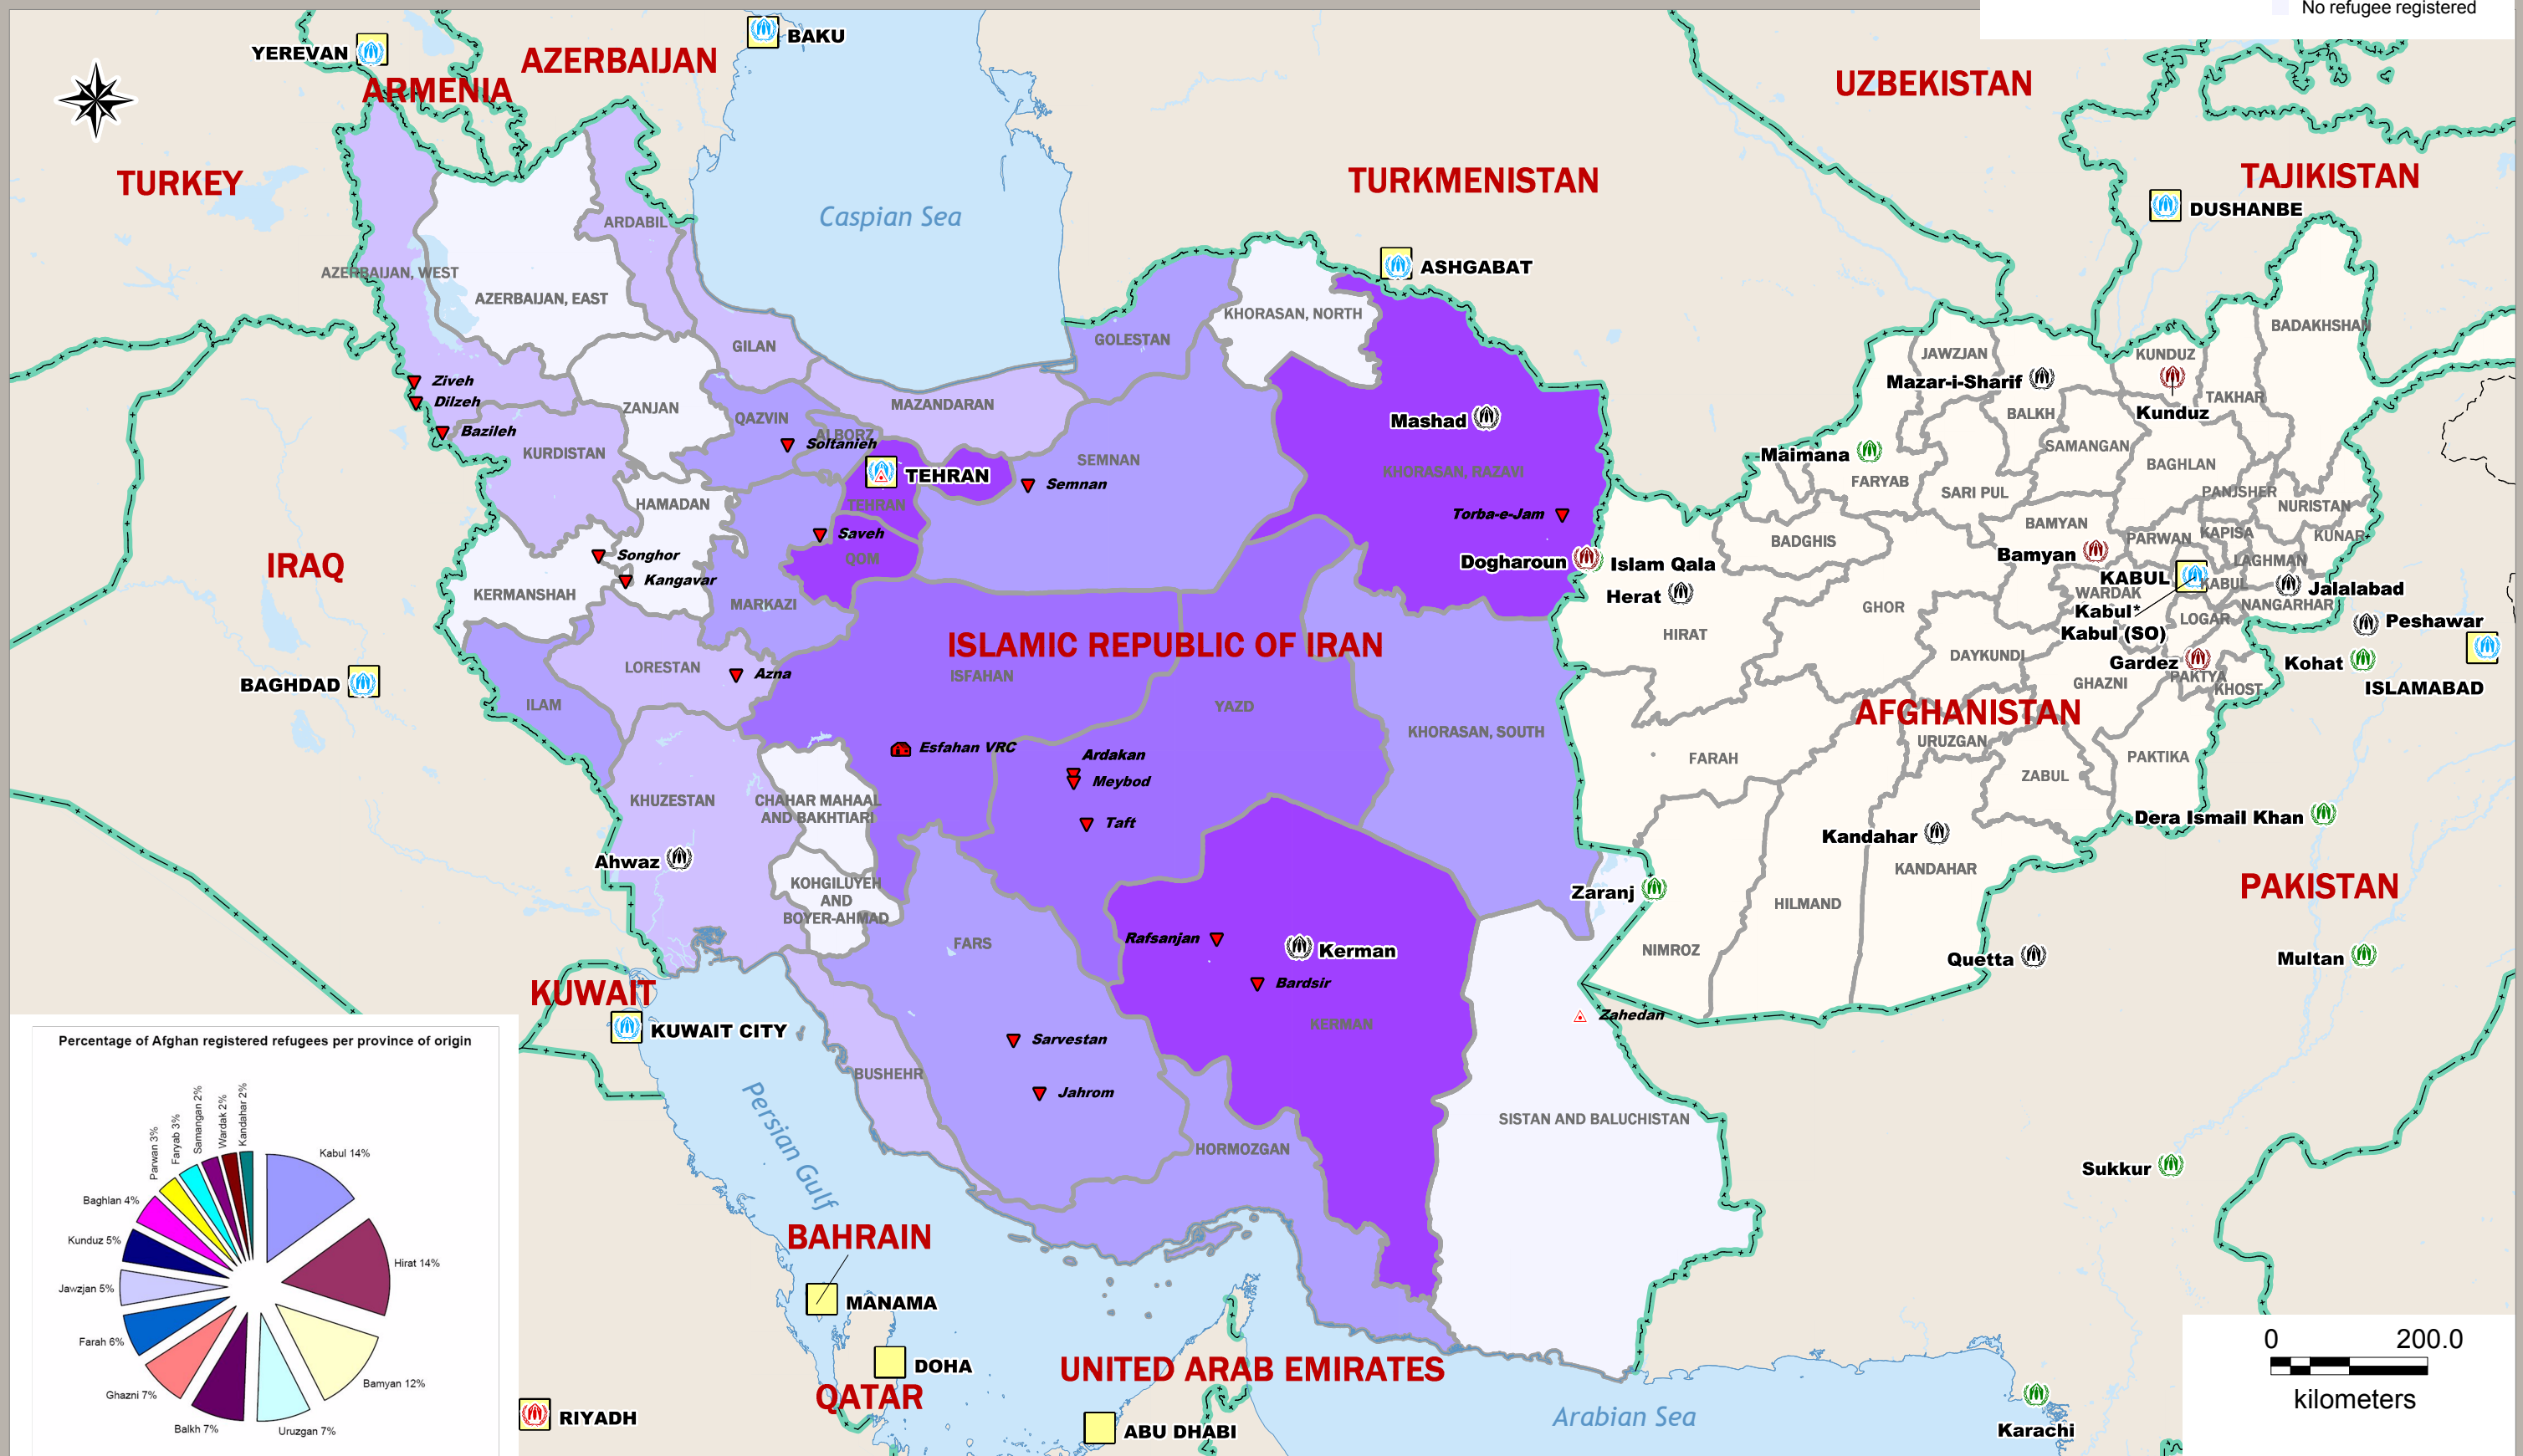 No refugee registered
YEREVAN
BAKU
AZERBAIJAN
ARMENIA
UZBEKISTAN
TURKEY
TURKMENISTAN
TAJIKISTAN
DUSHANBE
Caspian Sea
ARDABIL
ASHGABAT
AZERBAIJAN, WEST
AZERBAIJAN, EAST
KHORASAN, NORTH
BADAKHSHAN
GILAN
GOLESTAN
JAWZJAN
KUNDUZ
Ziveh
Dilzeh
Mazar-i-Sharif
TAKHAR
ZANJAN
MAZANDARAN
BALKH
Kunduz
QAZVIN
Mashad
Bazileh
ALBORZ
Soltanieh
SAMANGAN
KURDISTAN
SEMNAN
Maimana
BAGHLAN
TEHRAN
KHORASAN, RAZAVI
FARYAB
Semnan
SARI PUL
PANJSHER
HAMADAN
TEHRAN
NURISTAN
Torba-e-Jam
BAMYAN
Saveh
BADGHIS
PARWAN
KAPISA
KUNAR
Songhor
QOM
Bamyan
LAGHMAN
IRAQ
Dogharoun
Islam Qala
Kangavar
KABUL
KABUL
Jalalabad
KERMANSHAH
Herat
WARDAK
MARKAZI
GHOR
Kabul*
NANGARHAR
LOGAR
Peshawar
HIRAT
Kabul (SO)
ISLAMIC REPUBLIC OF IRAN
DAYKUNDI
Gardez
Kohat
LORESTAN
Azna
ISFAHAN
GHAZNI
PAKTYA
KHOST
BAGHDAD
ISLAMABAD
ILAM
YAZD
AFGHANISTAN
KHORASAN, SOUTH
URUZGAN
Esfahan VRC
Ardakan
FARAH
PAKTIKA
Meybod
ZABUL
KHUZESTAN
CHAHAR MAHAAL
AND BAKHTIARI
Taft
Dera Ismail Khan
Kandahar
Ahwaz
KANDAHAR
KOHGILUYEH
AND
BOYER-AHMAD
Zaranj
PAKISTAN
HILMAND
Rafsanjan
FARS
Kerman
NIMROZ
Quetta
Multan
KUWAIT
Bardsir
Zahedan
KUWAIT CITY
KERMAN
Sarvestan
BUSHEHR
Jahrom
Persian Gulf
SISTAN AND BALUCHISTAN
HORMOZGAN
Sukkur
BAHRAIN
MANAMA
DOHA
QATAR
UNITED ARAB EMIRATES
RIYADH
ABU DHABI
Arabian Sea
Karachi
Percentage of Afghan registered refugees per province of origin
Kabul 14%
Hirat 14%
Bamyan 12%
Uruzgan 7%
Balkh 7%
Ghazni 7%
Farah 6%
Jawzjan 5%
Kunduz 5%
Baghlan 4%
Parwan 3%
Faryab 3%
Samangan 2%
Wardak 2%
Kandahar 2%
0 200.0
kilometers